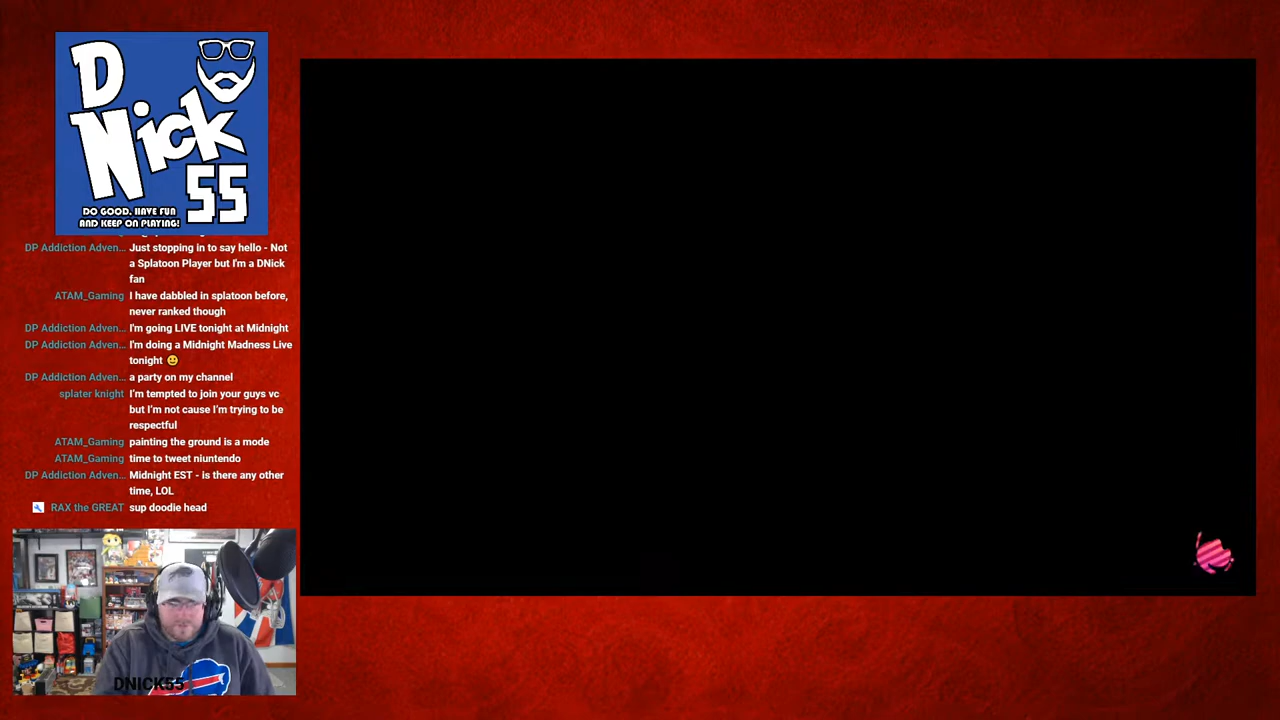 D
Nick
55
DO GOOD, HAVE FUN
AND KEEP ON PLAYING!
DP Addiction Adven... Just stopping in to say hello - Not
a Splatoon Player but I'm a DNick
fan
ATAM_Gaming I have dabbled in splatoon before,
never ranked though
DP Addiction Adven... I'm going LIVE tonight at Midnight
DP Addiction Adven... I'm doing a Midnight Madness Live
tonight 😀
DP Addiction Adven... a party on my channel
splater knight I'm tempted to join your guys vc
but I'm not cause I'm trying to be
respectful
ATAM_Gaming painting the ground is a mode
ATAM_Gaming time to tweet niuntendo
DP Addiction Adven... Midnight EST - is there any other
time, LOL
RAX the GREAT sup doodie head
DNICK55